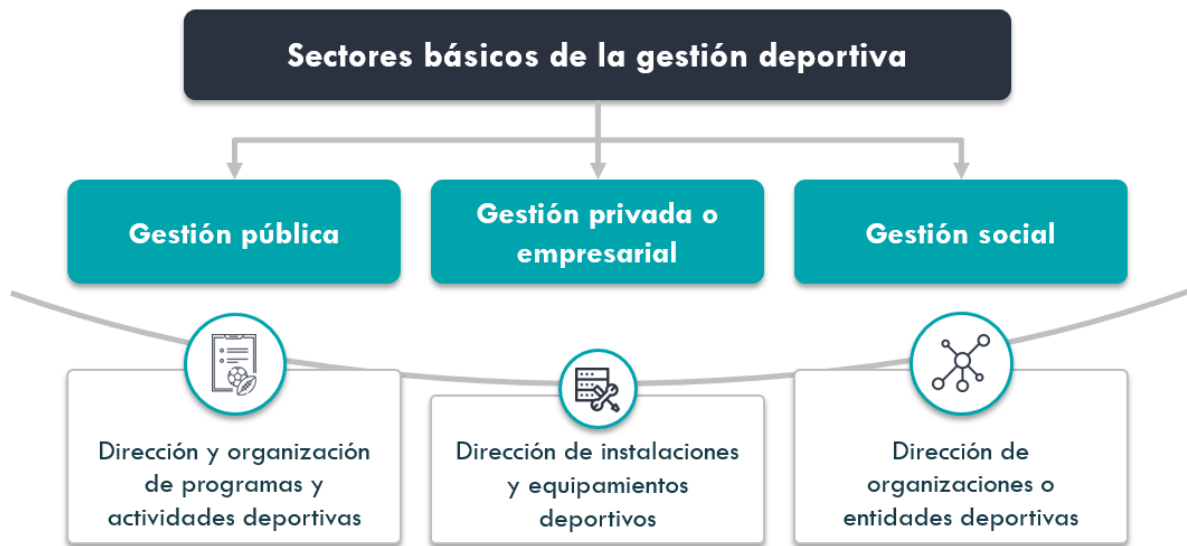 Sectores básicos de la gestión deportiva
Gestión pública
Gestión privada o
empresarial
Gestión social
Dirección y organización
de programas y
actividades deportivas
Dirección de instalaciones
y equipamientos
deportivos
Dirección de
organizaciones o
entidades deportivas